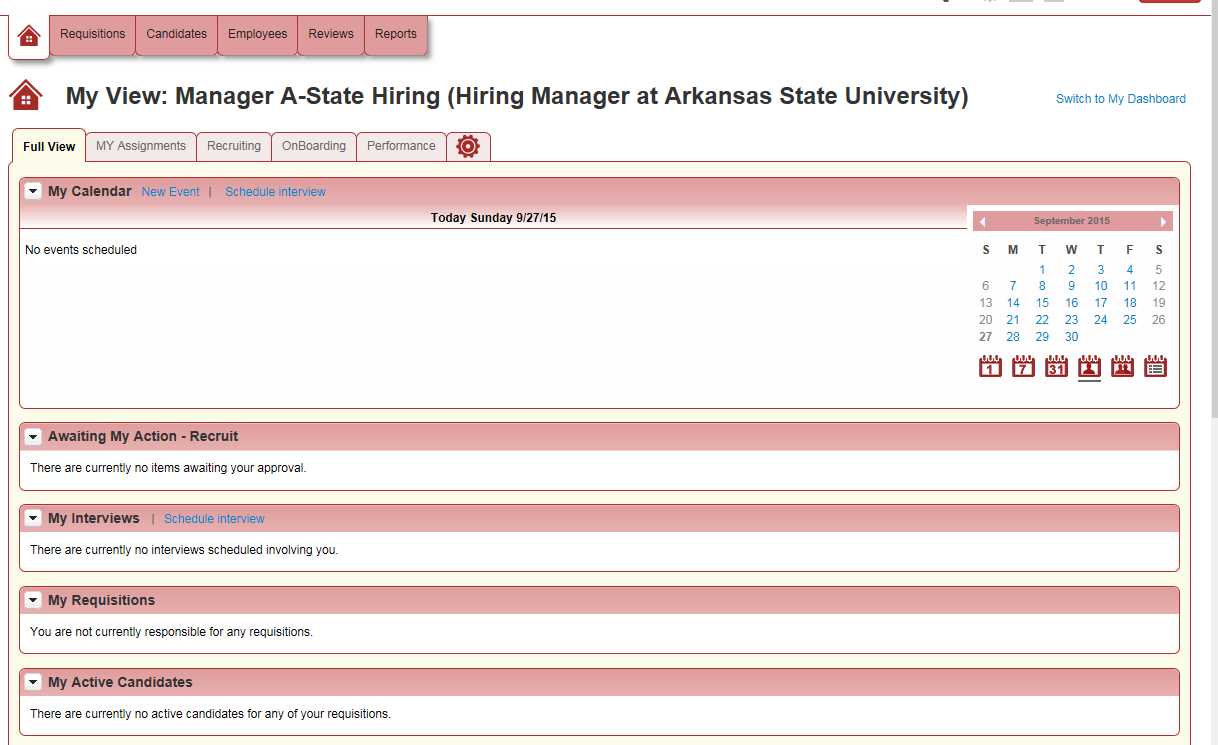 Requisitions Candidates Employees Reviews Reports
My View: Manager A-State Hiring (Hiring Manager at Arkansas State University)
Switch to My Dashboard
Full View MY Assignments Recruiting OnBoarding Performance
My Calendar New Event | Schedule interview
Today Sunday 9/27/15
September 2015
No events scheduled
S M T W T F S
1 2 3 4 5
6 7 8 9 10 11 12
13 14 15 16 17 18 19
20 21 22 23 24 25 26
27 28 29 30
1 7 31
Awaiting My Action - Recruit
There are currently no items awaiting your approval.
My Interviews | Schedule interview
There are currently no interviews scheduled involving you.
My Requisitions
You are not currently responsible for any requisitions.
My Active Candidates
There are currently no active candidates for any of your requisitions.